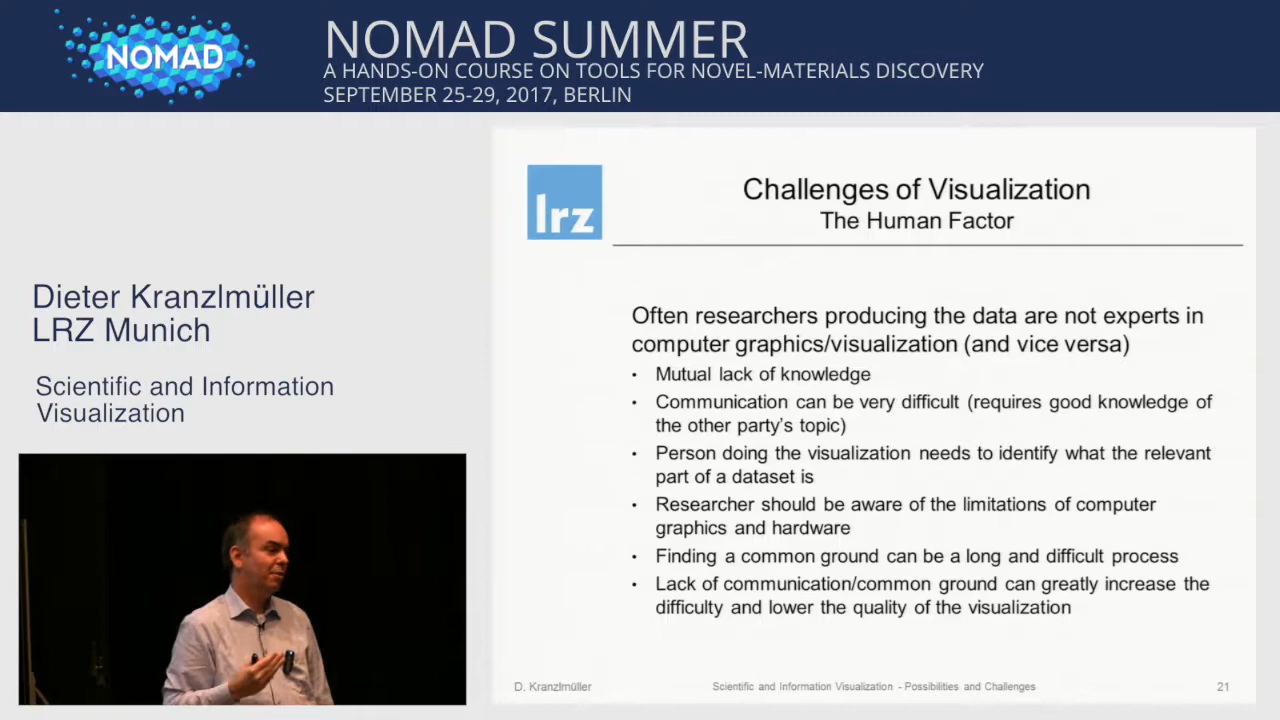 NOMAD
NOMAD SUMMER
A HANDS-ON COURSE ON TOOLS FOR NOVEL-MATERIALS DISCOVERY
SEPTEMBER 25-29, 2017, BERLIN
Dieter Kranzlmüller
LRZ Munich
Scientific and Information
Visualization
lrz
Challenges of Visualization
The Human Factor
Often researchers producing the data are not experts in
computer graphics/visualization (and vice versa)
• Mutual lack of knowledge
• Communication can be very difficult (requires good knowledge of
the other party's topic)
• Person doing the visualization needs to identify what the relevant
part of a dataset is
• Researcher should be aware of the limitations of computer
graphics and hardware
• Finding a common ground can be a long and difficult process
• Lack of communication/common ground can greatly increase the
difficulty and lower the quality of the visualization
D. Kranzlmüller
Scientific and Information Visualization - Possibilities and Challenges
21